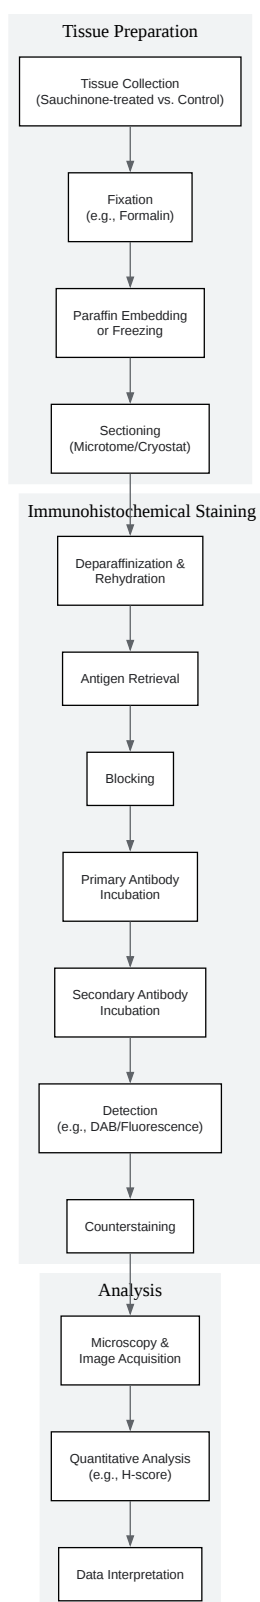 Tissue Preparation
Tissue Collection
(Sauchinone-treated vs. Control)
Fixation
(e.g., Formalin)
Paraffin Embedding
or Freezing
Sectioning
(Microtome/Cryostat)
Immunohistochemical Staining
Deparaffinization &
Rehydration
Antigen Retrieval
Blocking
Primary Antibody
Incubation
Secondary Antibody
Incubation
Detection
(e.g., DAB/Fluorescence)
Counterstaining
Analysis
Microscopy &
Image Acquisition
Quantitative Analysis
(e.g., H-score)
Data Interpretation